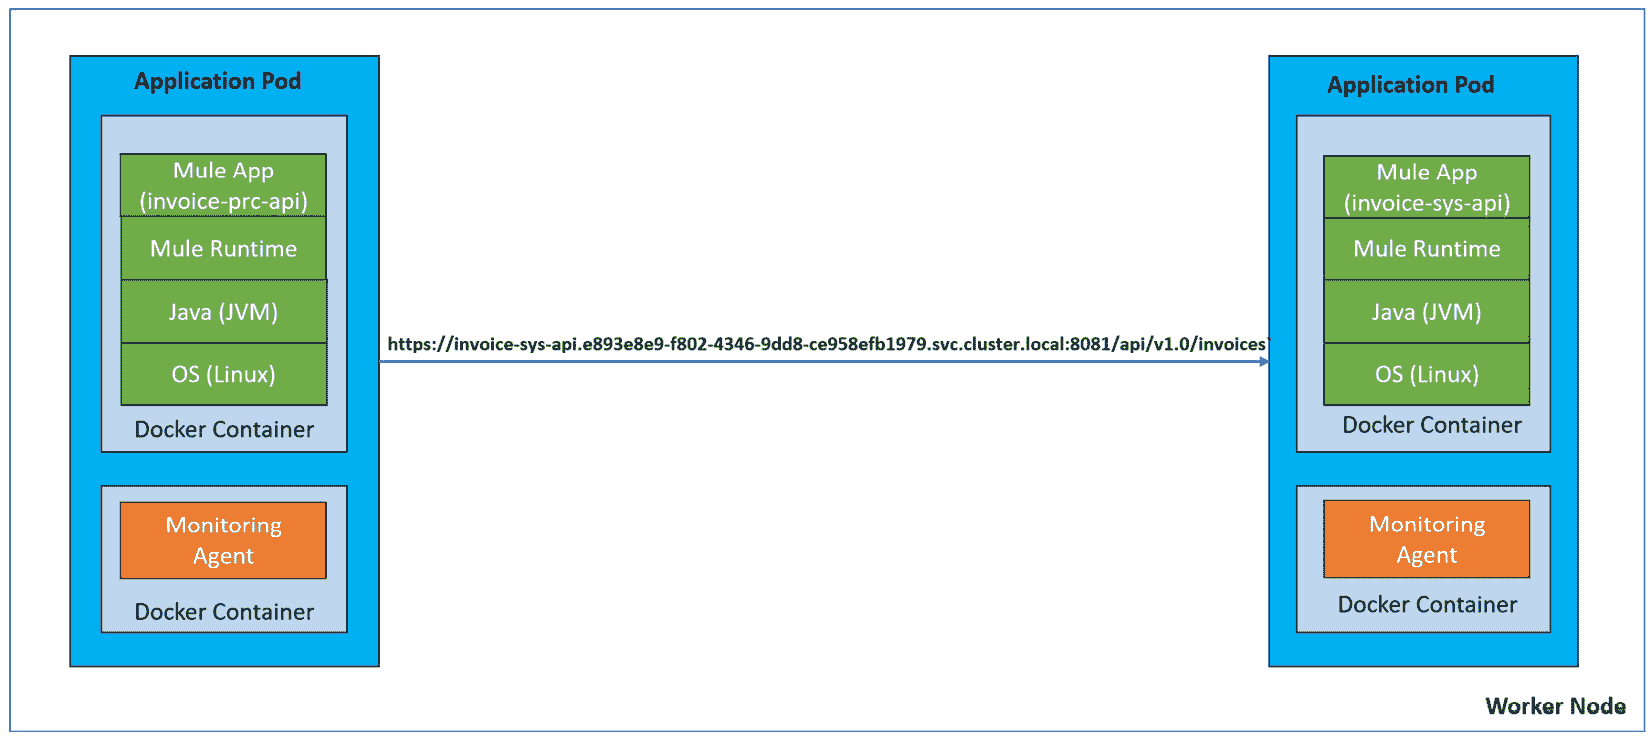 Application Pod
Mule App
(invoice-prc-api)
Mule Runtime
Java (JVM)
OS (Linux)
Docker Container
Monitoring
Agent
Docker Container
https://invoice-sys-api.e893e8e9-f802-4346-9dd8-ce958efb1979.svc.cluster.local:8081/api/v1.0/invoices`
Application Pod
Mule App
(invoice-sys-api)
Mule Runtime
Java (JVM)
OS (Linux)
Docker Container
Monitoring
Agent
Docker Container
Worker Node